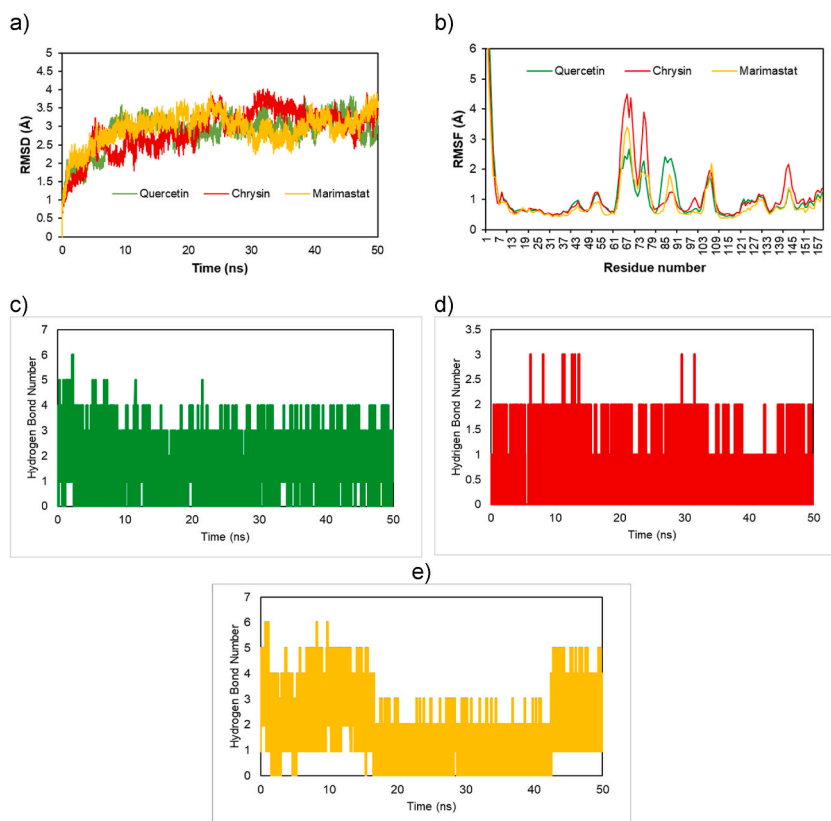 a)
5
4.5
4
3.5
3
2.5
2
1.5
1
0.5
0
RMSD (Å)
Quercetin Chrysin Marimastat
0 10 20 30 40 50
Time (ns)
b)
6
5
4
3
2
1
0
RMSF (Å)
Quercetin Chrysin Marimastat
1 7 13 19 25 31 37 43 49 55 61 67 73 79 85 91 97 103 109 115 121 127 133 139 145 151 157
Residue number
c)
7
6
5
4
3
2
1
0
Hydrogen Bond Number
0 10 20 30 40 50
Time (ns)
d)
3.5
3
2.5
2
1.5
1
0.5
0
Hydrigen Bond Number
0 10 20 30 40 50
Time (ns)
e)
7
6
5
4
3
2
1
0
Hydrogen Bond Number
0 10 20 30 40 50
Time (ns)